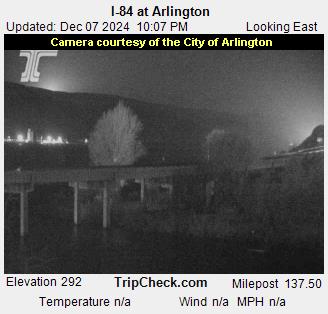 I-84 at Arlington
Updated: Dec 07 2024 10:07 PM Looking East
Camera courtesy of the City of Arlington
Elevation 292 TripCheck.com Milepost 137.50
Temperature n/a Wind n/a MPH n/a